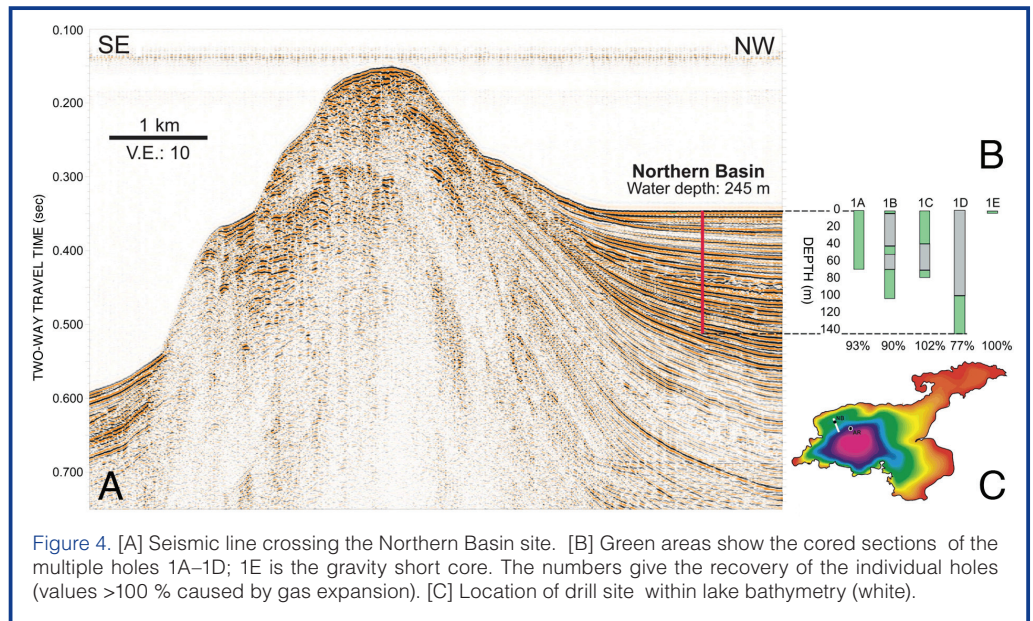 0.100
SE
NW
0.200
1 km
V.E.: 10
B
0.300
Northern Basin
Water depth: 245 m
1A 1B 1C 1D 1E
0
20
40
60
80
100
120
140
DEPTH (m)
0.400
0.500
93% 90% 102% 77% 100%
0.600
0.700
TWO-WAY TRAVEL TIME (sec)
A
C
Figure 4. [A] Seismic line crossing the Northern Basin site. [B] Green areas show the cored sections of the
multiple holes 1A–1D; 1E is the gravity short core. The numbers give the recovery of the individual holes
(values >100 % caused by gas expansion). [C] Location of drill site within lake bathymetry (white).